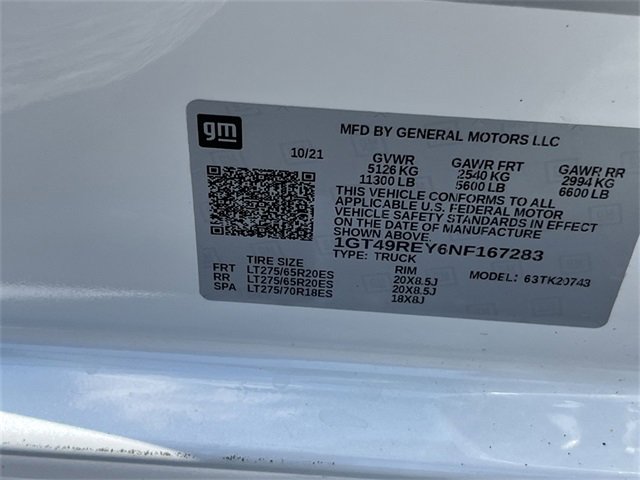 gm
MFD BY GENERAL MOTORS LLC
10/21
GVWR GAWR FRT GAWR RR
5126 KG 2540 KG 2994 KG
11300 LB 5600 LB 6600 LB
THIS VEHICLE CONFORMS TO ALL
APPLICABLE U.S. FEDERAL MOTOR
VEHICLE SAFETY STANDARDS IN EFFECT
ON THE DATE OF MANUFACTURE
SHOWN ABOVE.
1GT49REY6NF167283
TYPE: TRUCK
TIRE SIZE RIM MODEL: 63TK20743
FRT LT275/65R20ES 20X8.5J
RR LT275/65R20ES 20X8.5J
SPA LT275/70R18ES 18X8J